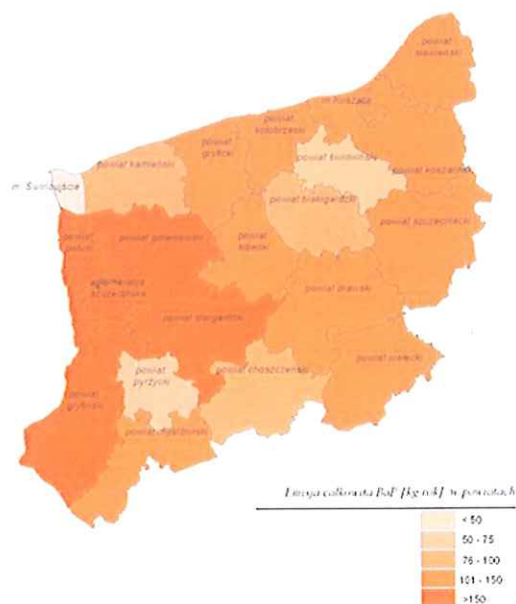 powiat
sławieński
m. Koszalin
powiat
kołobrzeski
powiat
gryficki
powiat kamieński
powiat świdwiński
powiat koszaliński
m. Świnoujście
powiat białogardzki
powiat szczecinecki
powiat
policki
powiat goleniowski
powiat
łobeski
aglomeracja
szczecińska
powiat drawski
powiat stargardzki
powiat wałecki
powiat
pyrzycki
powiat choszczeński
powiat
gryfiński
powiat myśliborski
Emisja całkowita BaP [kg/rok] w powiatach
< 50
50 - 75
76 - 100
101 - 150
>150